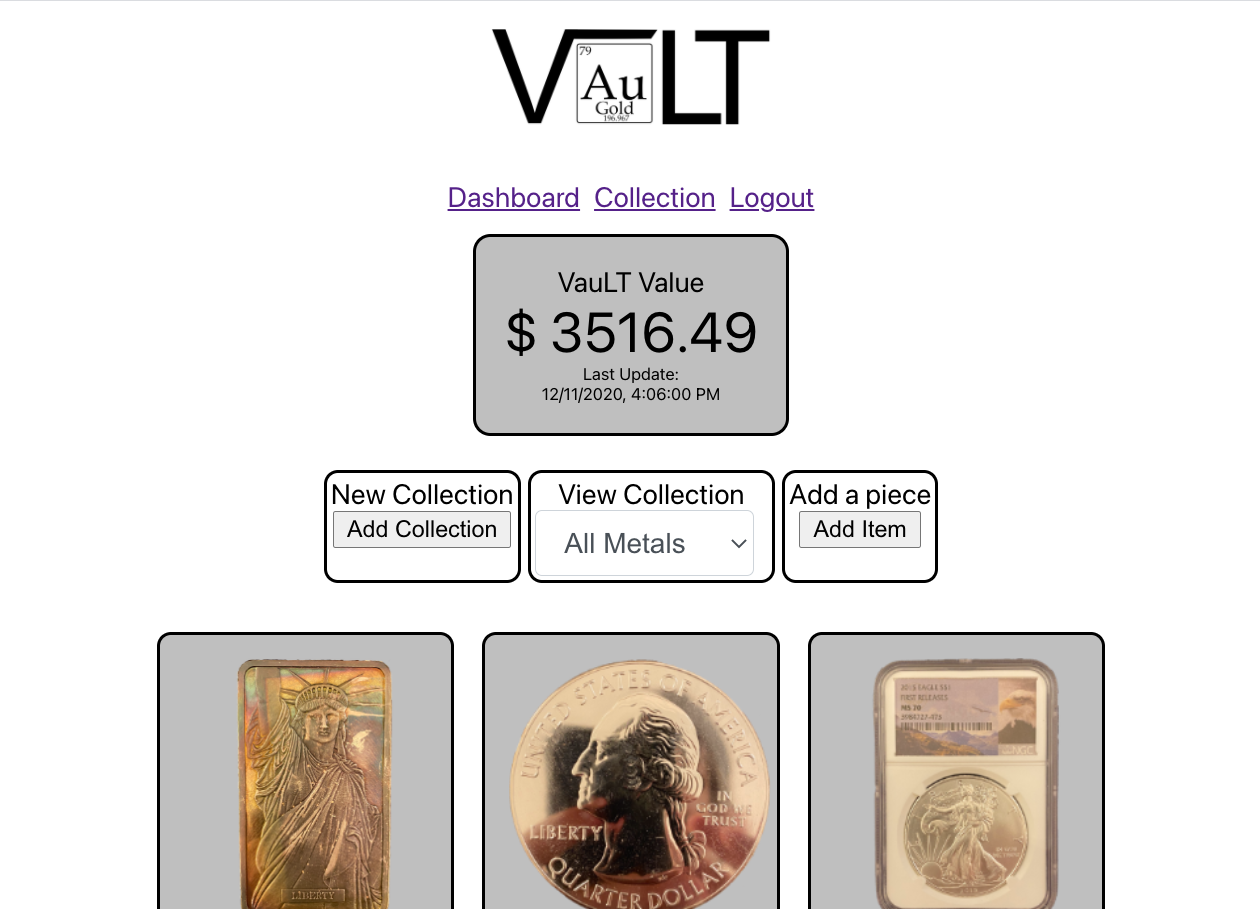 VAuLT
79
Au
Gold
196.967
Dashboard Collection Logout
VauLT Value
$ 3516.49
Last Update:
12/11/2020, 4:06:00 PM
New Collection
Add Collection
View Collection
All Metals
Add a piece
Add Item
LIBERTY
UNITED STATES OF AMERICA
IN
GOD WE
TRUST
LIBERTY
QUARTER DOLLAR
2015 EAGLE S$1
FIRST RELEASES
MS 70